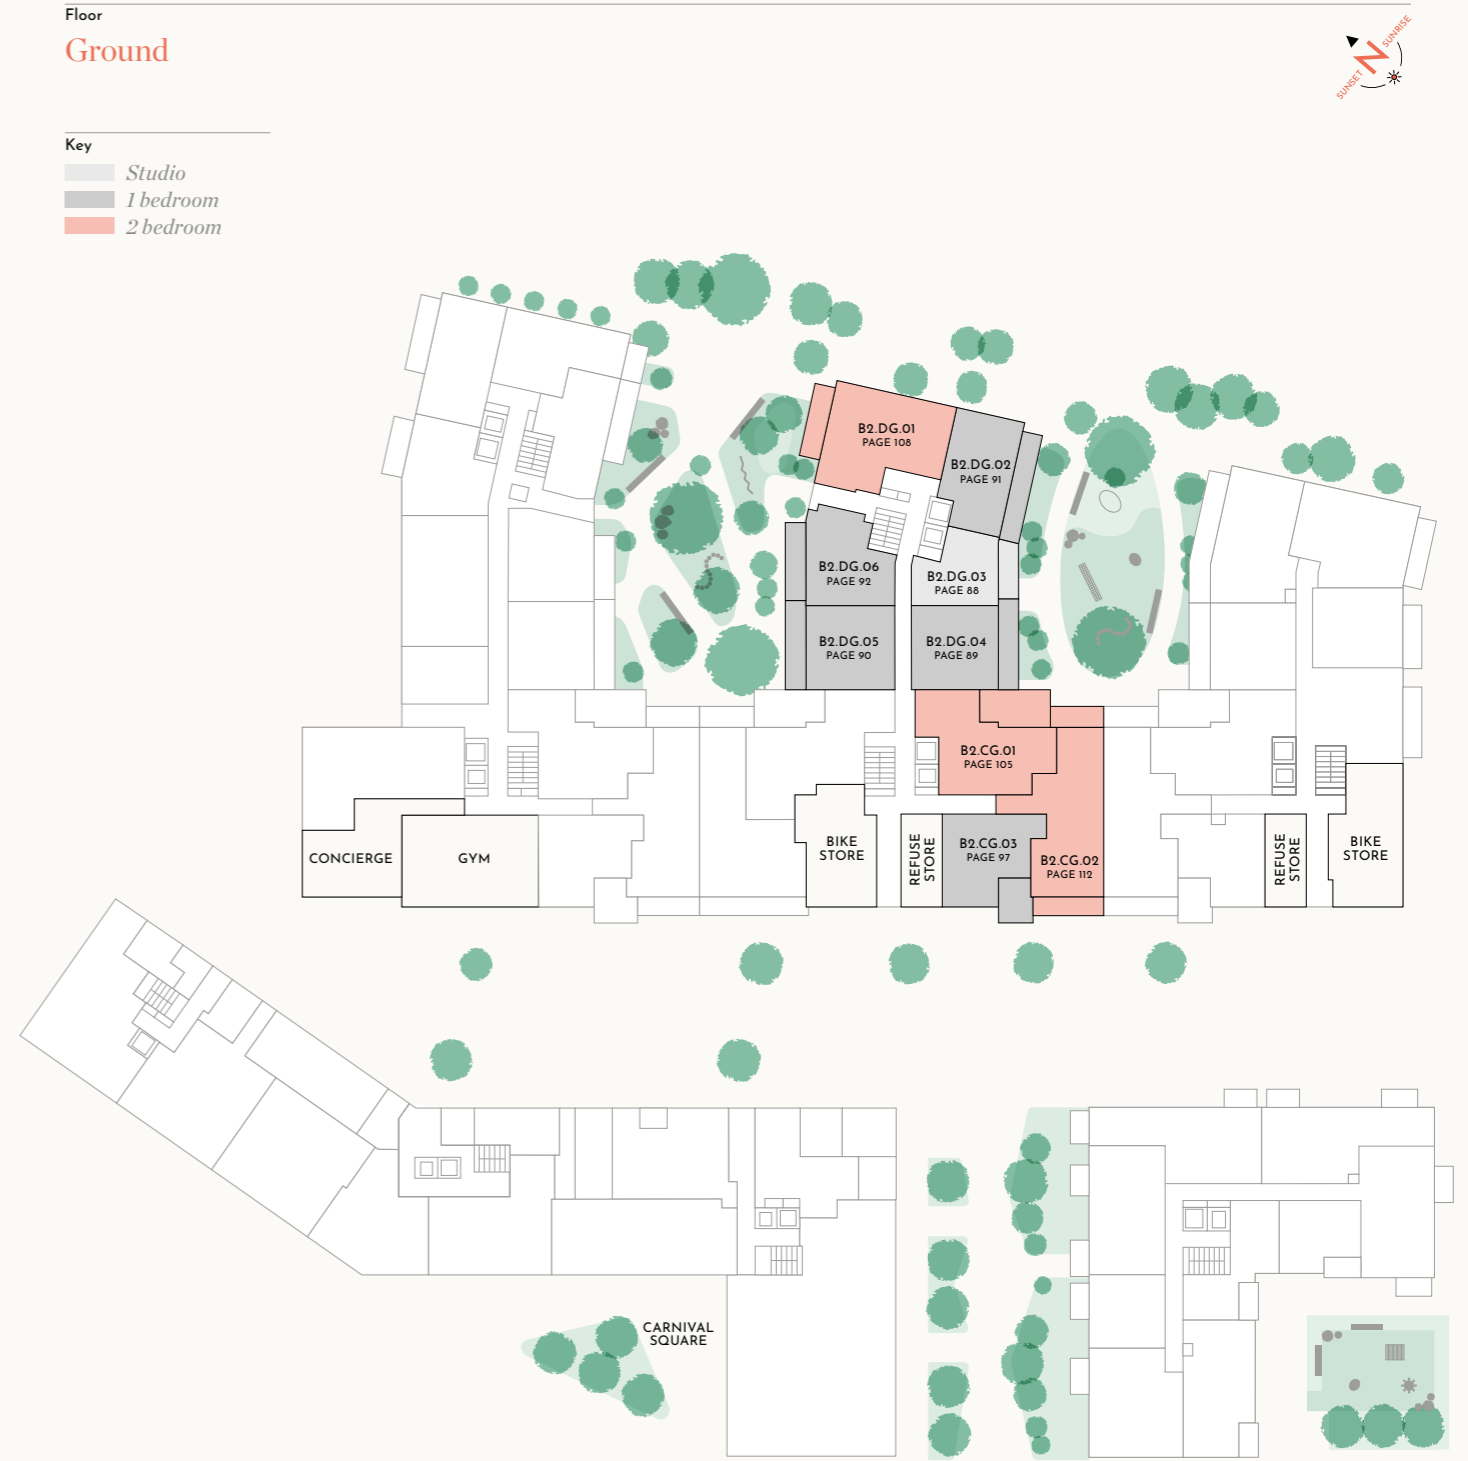 Floor
Ground
SUNRISE
N
SUNSET
Key
Studio
1 bedroom
2 bedroom
B2.DG.01
PAGE 108
B2.DG.02
PAGE 91
B2.DG.06
PAGE 92
B2.DG.03
PAGE 88
B2.DG.05
PAGE 90
B2.DG.04
PAGE 89
B2.CG.01
PAGE 105
CONCIERGE
GYM
BIKE
STORE
REFUSE
STORE
B2.CG.03
PAGE 97
B2.CG.02
PAGE 112
REFUSE
STORE
BIKE
STORE
CARNIVAL
SQUARE